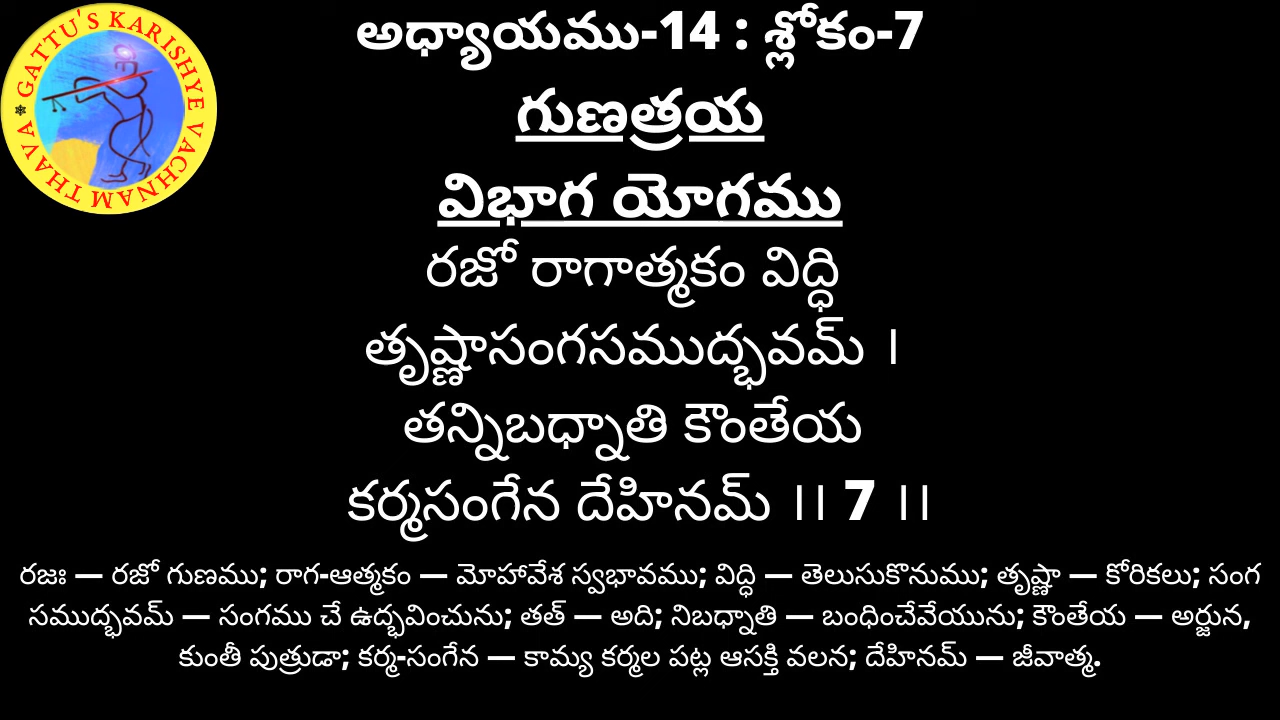 GATTU'S KARISHYE VACHNAM THAVA
అధ్యాయము-14 : శ్లోకం-7
గుణత్రయ
విభాగ యోగము
రజో రాగాత్మకం విద్ధి
తృష్ణాసంగసముద్భవమ్ ।
తన్నిబధ్నాతి కౌంతేయ
కర్మసంగేన దేహినమ్ ।। 7 ।।
రజః — రజో గుణము; రాగ-ఆత్మకం — మోహావేశ స్వభావము; విద్ధి — తెలుసుకొనుము; తృష్ణా — కోరికలు; సంగ
సముద్భవమ్ — సంగము చే ఉద్భవించును; తత్ — అది; నిబధ్నాతి — బంధించేవేయును; కౌంతేయ — అర్జున,
కుంతీ పుత్రుడా; కర్మ-సంగేన — కామ్య కర్మల పట్ల ఆసక్తి వలన; దేహినమ్ — జీవాత్మ.